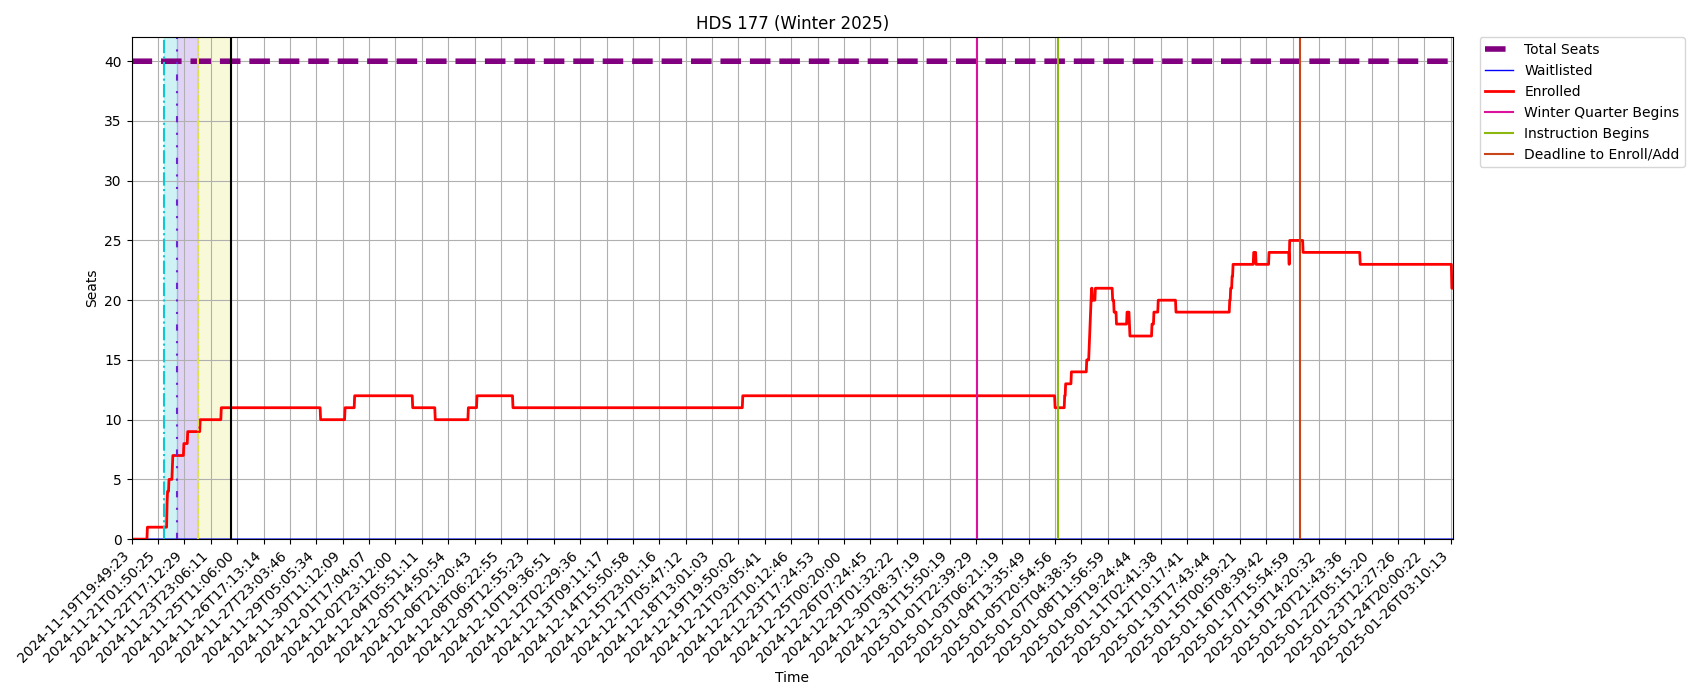 HDS 177 (Winter 2025)
Total Seats
Waitlisted
Enrolled
Winter Quarter Begins
Instruction Begins
Deadline to Enroll/Add
Seats
40
35
30
25
20
15
10
5
0
2024-11-19T19:49:23
2024-11-21T01:50:25
2024-11-22T17:12:29
2024-11-23T23:06:11
2024-11-25T11:06:00
2024-11-26T17:13:14
2024-11-27T23:03:46
2024-11-29T05:05:34
2024-11-30T11:12:09
2024-12-01T17:04:07
2024-12-02T23:12:00
2024-12-04T05:51:11
2024-12-05T14:50:54
2024-12-06T21:20:43
2024-12-08T06:22:55
2024-12-09T12:55:23
2024-12-10T19:36:51
2024-12-12T02:29:36
2024-12-13T09:11:17
2024-12-14T15:50:58
2024-12-15T23:01:16
2024-12-17T05:47:12
2024-12-18T13:01:03
2024-12-19T19:50:02
2024-12-21T03:05:41
2024-12-22T10:12:46
2024-12-23T17:24:53
2024-12-25T00:20:00
2024-12-26T07:24:45
2024-12-29T01:32:22
2024-12-30T08:37:19
2024-12-31T15:50:19
2025-01-01T22:39:29
2025-01-03T06:21:19
2025-01-04T13:35:49
2025-01-05T20:54:56
2025-01-07T04:38:35
2025-01-08T11:56:59
2025-01-09T19:24:44
2025-01-11T02:41:38
2025-01-12T10:17:41
2025-01-13T17:43:44
2025-01-15T00:59:21
2025-01-16T08:39:42
2025-01-17T15:54:59
2025-01-19T14:20:32
2025-01-20T21:43:36
2025-01-22T05:15:20
2025-01-23T12:27:26
2025-01-24T20:00:22
2025-01-26T03:10:13
Time